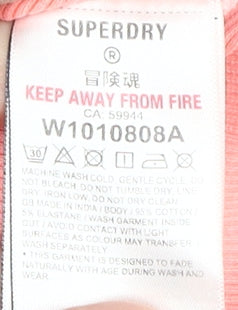 SUPERDRY
®
冒険魂
KEEP AWAY FROM FIRE
CA: 59944
W1010808A
30
MACHINE WASH COLD, GENTLE CYCLE, DO
NOT BLEACH, DO NOT TUMBLE DRY, LINE
DRY, IRON LOW, DO NOT DRY CLEAN
GB MADE IN INDIA / BODY / 95% COTTON /
5% ELASTANE / WASH GARMENT INSIDE
OUT / AVOID CONTACT WITH LIGHT
SURFACES AS COLOUR MAY TRANSFER /
WASH SEPARATELY
* THIS GARMENT IS DESIGNED TO FADE
NATURALLY WITH AGE DURING WASH AND
WEAR.